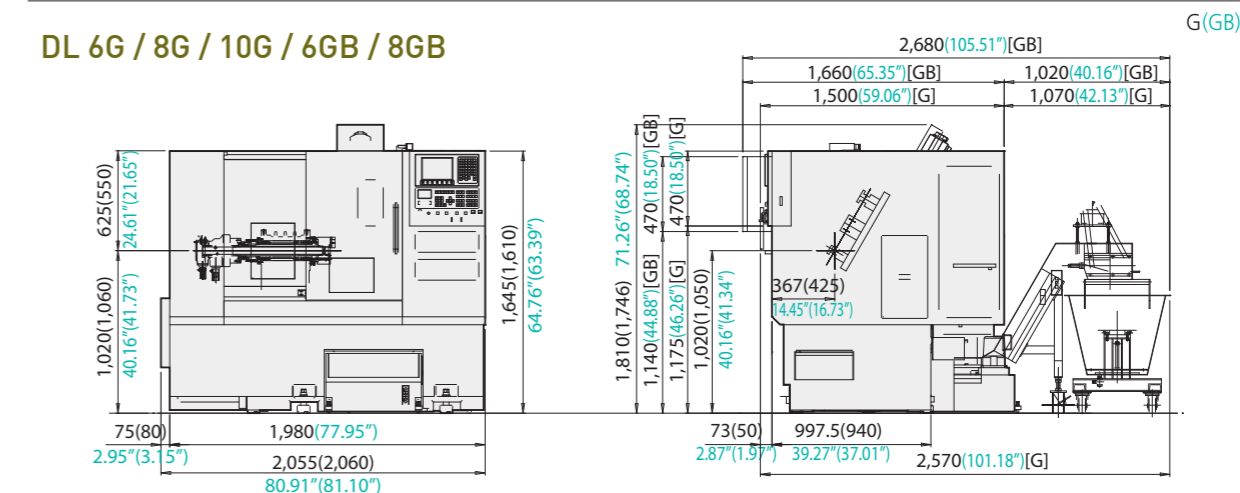 G(GB)
DL 6G / 8G / 10G / 6GB / 8GB
2,680(105.51″)[GB]
1,660(65.35″)[GB]
1,020(40.16″)[GB]
1,500(59.06″)[G]
1,070(42.13″)[G]
625(550)
24.61″(21.65″)
1,020(1,060)
40.16″(41.73″)
1,645(1,610)
64.76″(63.39″)
75(80)
2.95″(3.15″)
1,980(77.95″)
2,055(2,060)
80.91″(81.10″)
1,810(1,746) 71.26″(68.74″)
1,140(44.88″)[GB]
470(18.50″)[GB]
1,175(46.26″)[G]
470(18.50″)[G]
1,020(1,050)
40.16″(41.34″)
367(425)
14.45″(16.73″)
73(50)
2.87″(1.97″)
997.5(940)
39.27″(37.01″)
2,570(101.18″)[G]